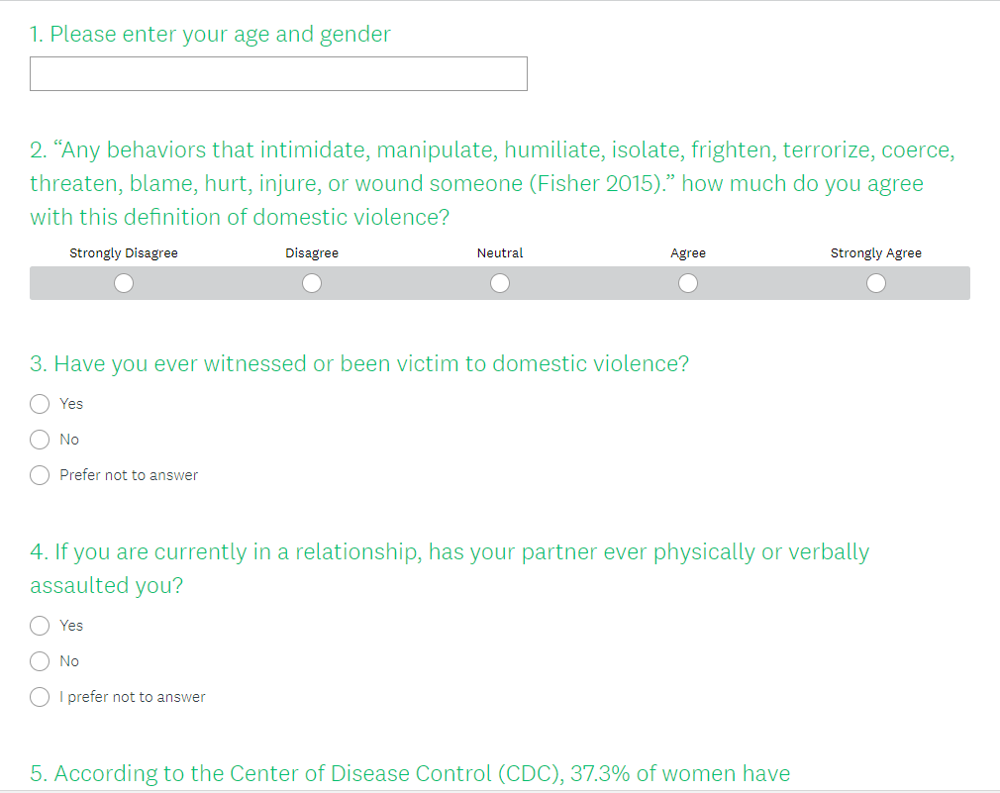 1. Please enter your age and gender
2. “Any behaviors that intimidate, manipulate, humiliate, isolate, frighten, terrorize, coerce,
threaten, blame, hurt, injure, or wound someone (Fisher 2015).” how much do you agree
with this definition of domestic violence?
Strongly Disagree Disagree Neutral Agree Strongly Agree
3. Have you ever witnessed or been victim to domestic violence?
Yes
No
Prefer not to answer
4. If you are currently in a relationship, has your partner ever physically or verbally
assaulted you?
Yes
No
I prefer not to answer
5. According to the Center of Disease Control (CDC), 37.3% of women have